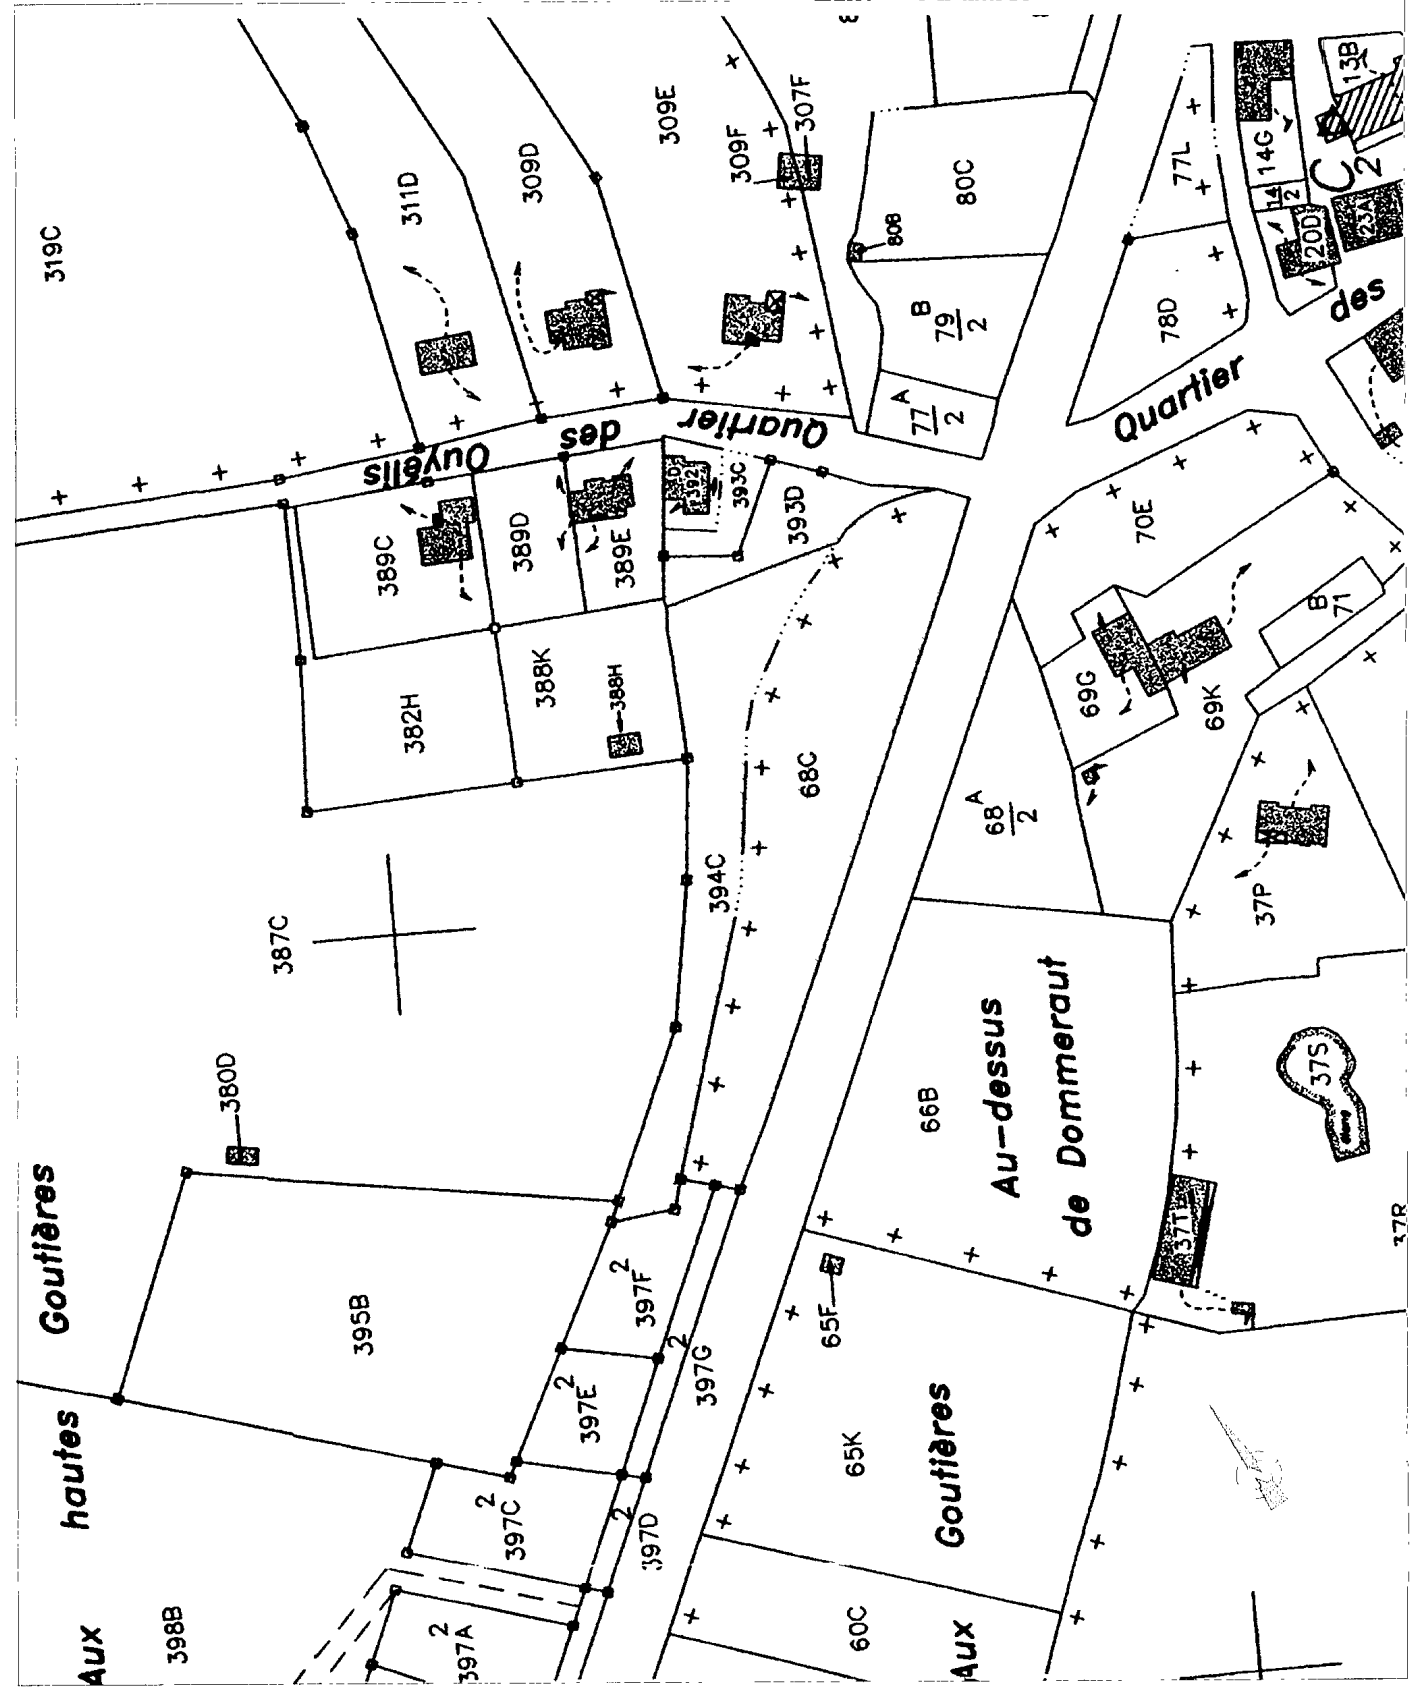 319C
311D
309D
309E
309F
307F
80B
80C
B
79
2
A
77
2
77L
78D
14G
14
2
13B
C
2
20D
23A
Quartier
des
Quartier
des
Ouyélis
389C
389D
389E
D
392
393C
393D
382H
388K
388H
68C
394C
387C
380D
70E
B
71
69G
69K
A
68
2
37P
37S
étang
37T
37R
66B
Au-dessus
de Dommeraut
65F
65K
60C
Aux
Goutières
Aux
hautes
Goutières
395B
398B
2
397F
2
397G
2
397E
2
397C
2
397D
2
397A